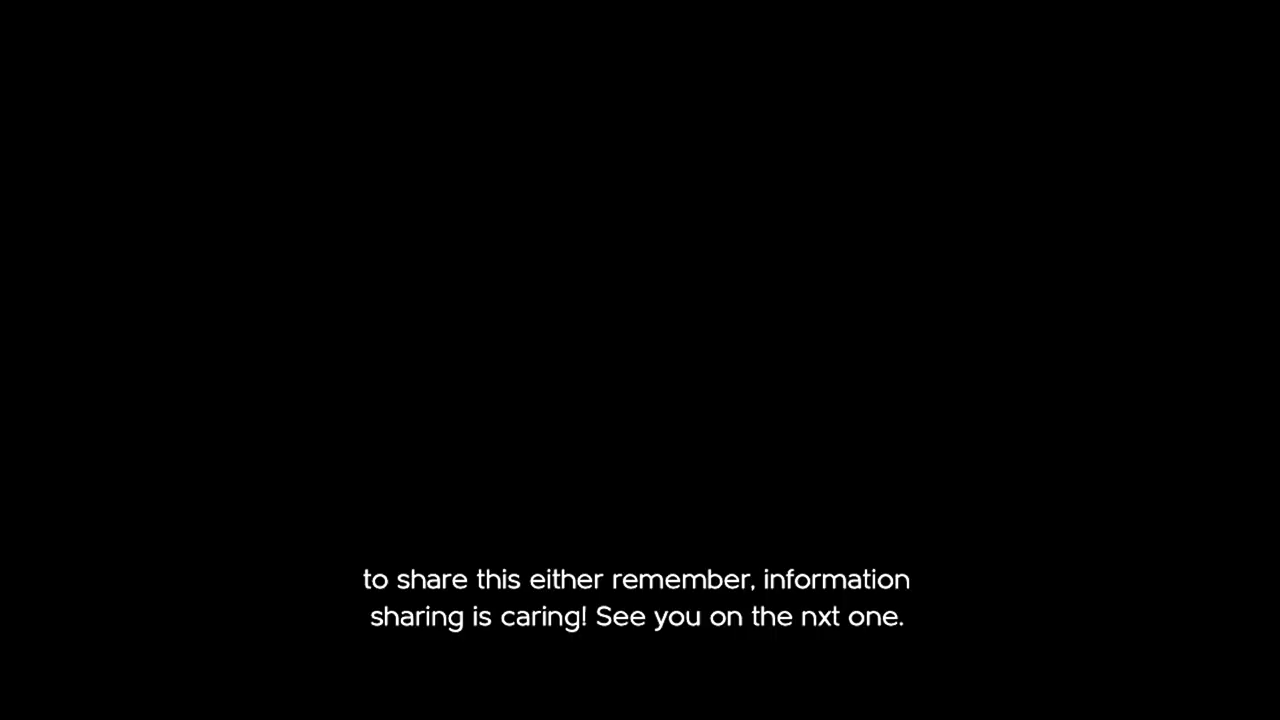 to share this either remember, information
sharing is caring! See you on the nxt one.